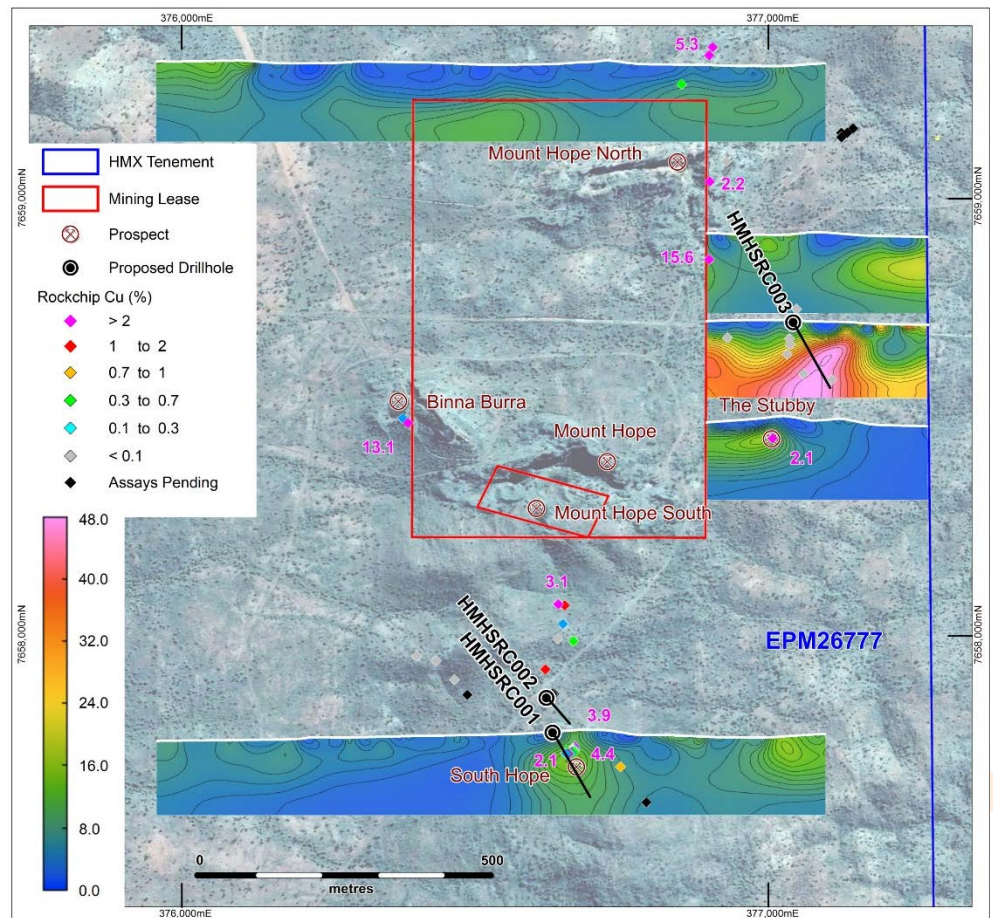 376,000mE
377,000mE
5.3
HMX Tenement
Mining Lease
Prospect
Proposed Drillhole
Rockchip Cu (%)
> 2
1 to 2
0.7 to 1
0.3 to 0.7
0.1 to 0.3
< 0.1
Assays Pending
48.0
40.0
32.0
24.0
16.0
8.0
0.0
7659,000mN
7659,000mN
Mount Hope North
2.2
15.6
HMHSRC003
The Stubby
2.1
Binna Burra
13.1
Mount Hope
Mount Hope South
3.1
7658,000mN
7658,000mN
HMHSRC002
HMHSRC001
EPM26777
3.9
4.4
2.1
South Hope
0
500
metres
376,000mE
377,000mE